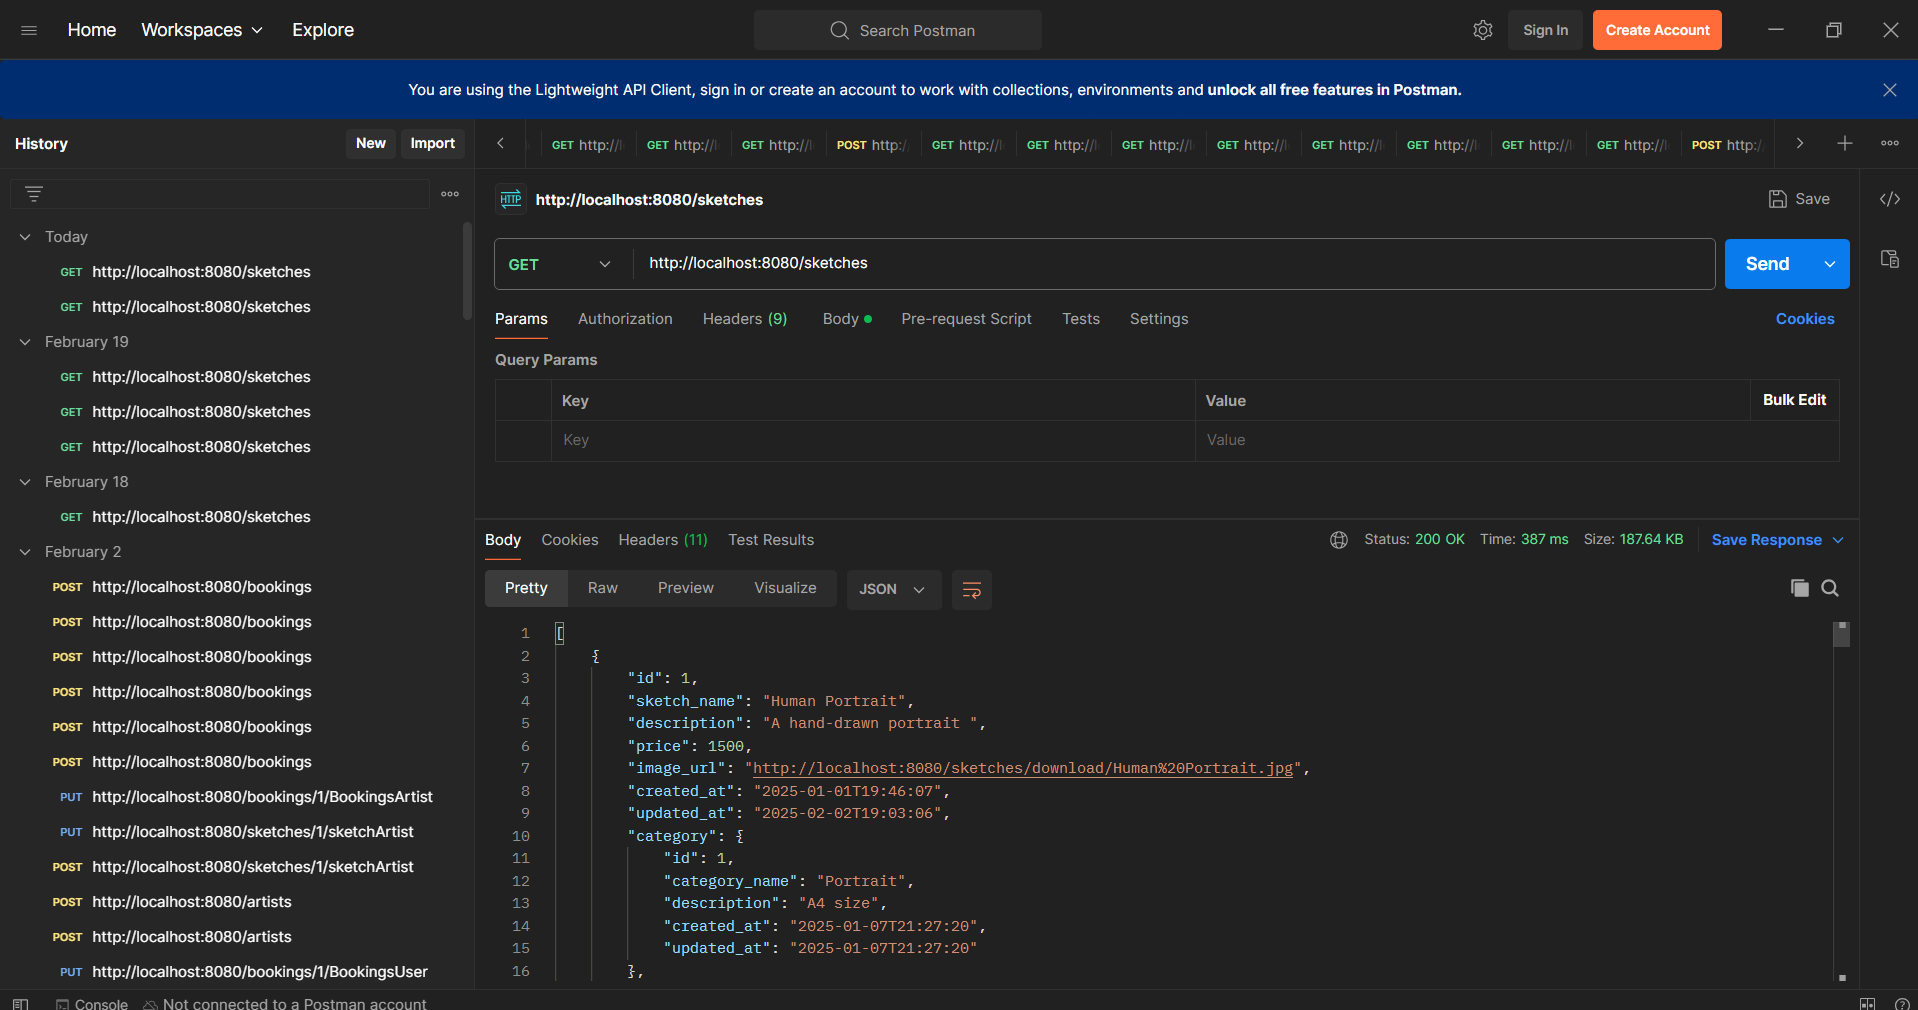 Home Workspaces Explore Search Postman Sign In Create Account
You are using the Lightweight API Client, sign in or create an account to work with collections, environments and unlock all free features in Postman.
History New Import
GET http://l GET http://l GET http://l POST http:/ GET http://l GET http://l GET http://l GET http://l GET http://l GET http://l GET http://l GET http://l POST http:/
HTTP http://localhost:8080/sketches Save
Today
GET http://localhost:8080/sketches
GET http://localhost:8080/sketches
February 19
GET http://localhost:8080/sketches
GET http://localhost:8080/sketches
GET http://localhost:8080/sketches
February 18
GET http://localhost:8080/sketches
February 2
POST http://localhost:8080/bookings
POST http://localhost:8080/bookings
POST http://localhost:8080/bookings
POST http://localhost:8080/bookings
POST http://localhost:8080/bookings
POST http://localhost:8080/bookings
PUT http://localhost:8080/bookings/1/BookingsArtist
PUT http://localhost:8080/sketches/1/sketchArtist
POST http://localhost:8080/sketches/1/sketchArtist
POST http://localhost:8080/artists
POST http://localhost:8080/artists
PUT http://localhost:8080/bookings/1/BookingsUser
GET http://localhost:8080/sketches Send
Params Authorization Headers (9) Body Pre-request Script Tests Settings Cookies
Query Params
Key Value Bulk Edit
Key Value
Body Cookies Headers (11) Test Results Status: 200 OK Time: 387 ms Size: 187.64 KB Save Response
Pretty Raw Preview Visualize JSON
1 [
2 {
3 "id": 1,
4 "sketch_name": "Human Portrait",
5 "description": "A hand-drawn portrait ",
6 "price": 1500,
7 "image_url": "http://localhost:8080/sketches/download/Human%20Portrait.jpg",
8 "created_at": "2025-01-01T19:46:07",
9 "updated_at": "2025-02-02T19:03:06",
10 "category": {
11 "id": 1,
12 "category_name": "Portrait",
13 "description": "A4 size",
14 "created_at": "2025-01-07T21:27:20",
15 "updated_at": "2025-01-07T21:27:20"
16 },
Console Not connected to a Postman account